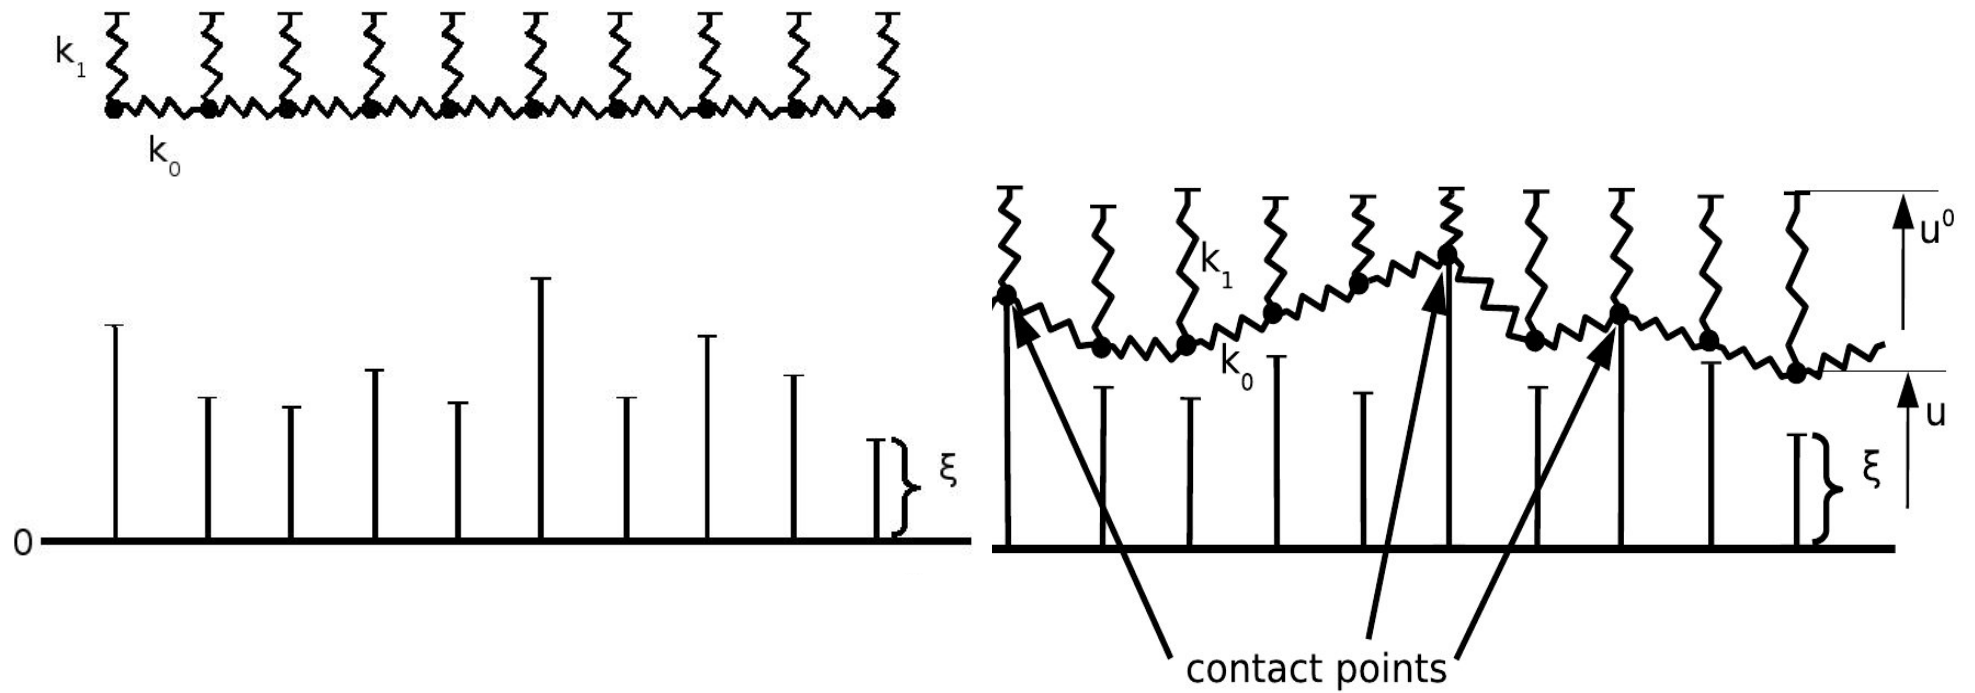 k₁
k₀
ξ
0
k₁
k₀
u⁰
u
ξ
contact points